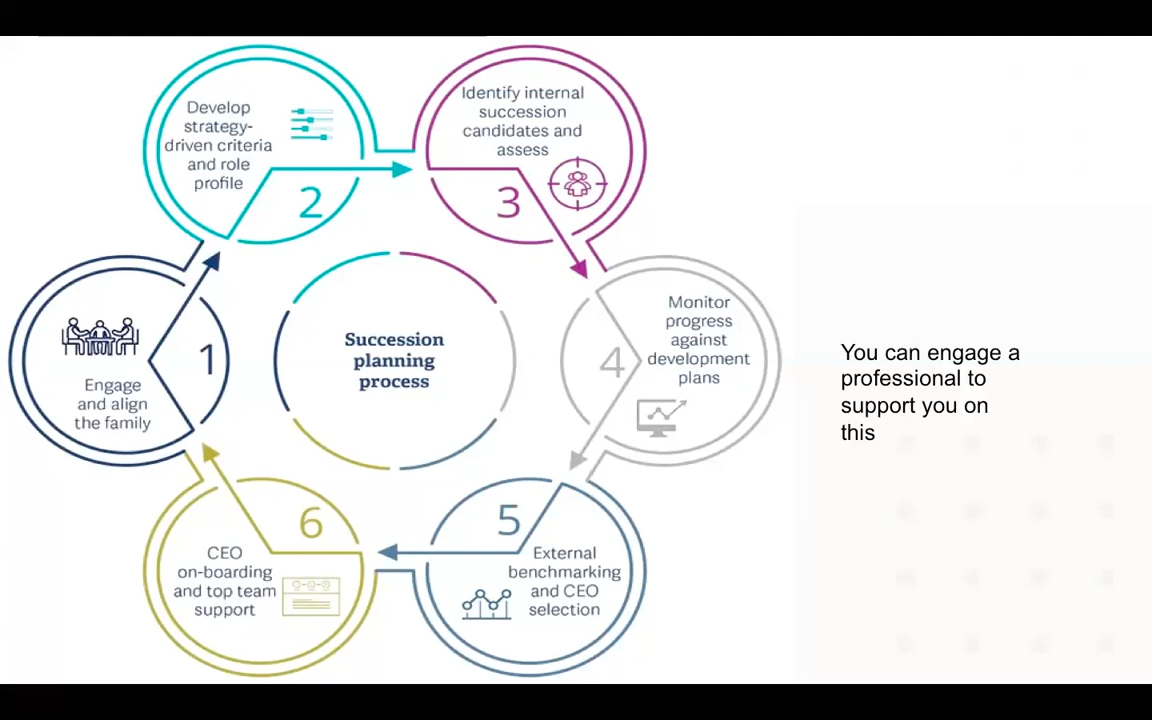 Develop
strategy-
driven criteria
and role
profile
2
Identify internal
succession
candidates and
assess
3
Engage
and align
the family
1
Succession
planning
process
4
Monitor
progress
against
development
plans
You can engage a
professional to
support you on
this
6
CEO
on-boarding
and top team
support
5
External
benchmarking
and CEO
selection